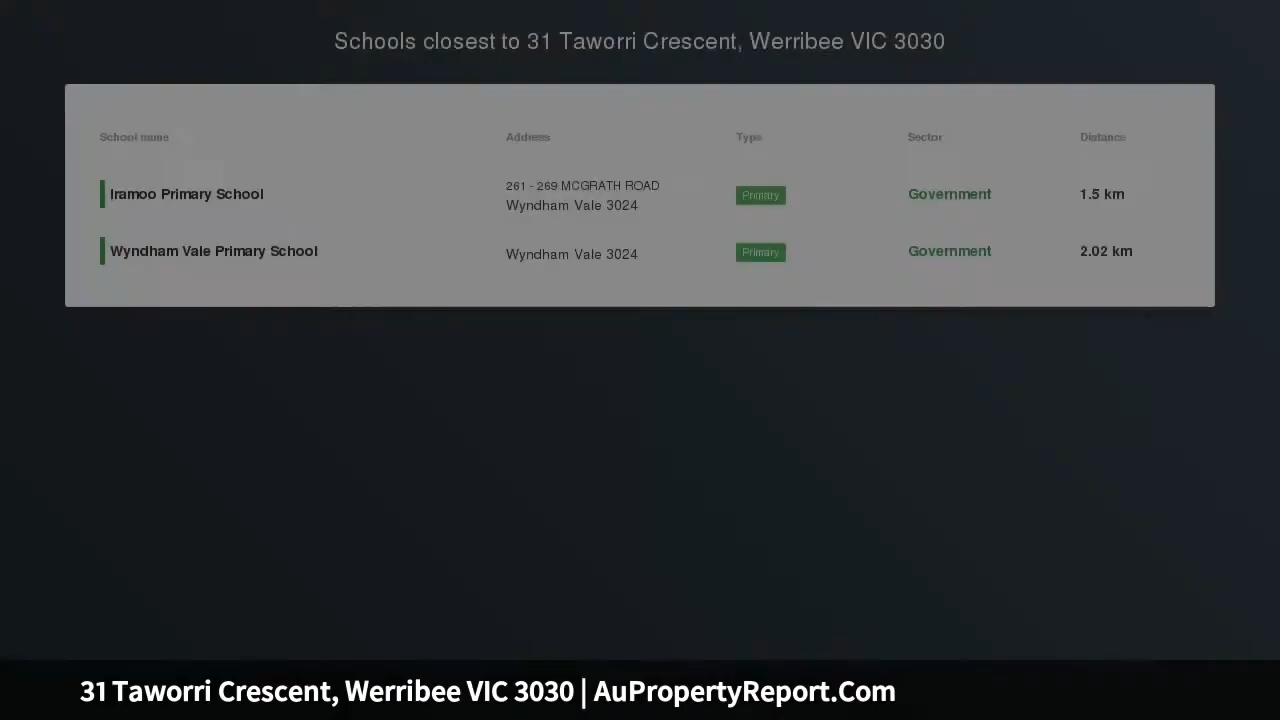 Schools closest to 31 Taworri Crescent, Werribee VIC 3030
School name Address Type Sector Distance
Iramoo Primary School 261 - 269 MCGRATH ROAD Wyndham Vale 3024 Primary Government 1.5 km
Wyndham Vale Primary School Wyndham Vale 3024 Primary Government 2.02 km
31 Taworri Crescent, Werribee VIC 3030 | AuPropertyReport.Com